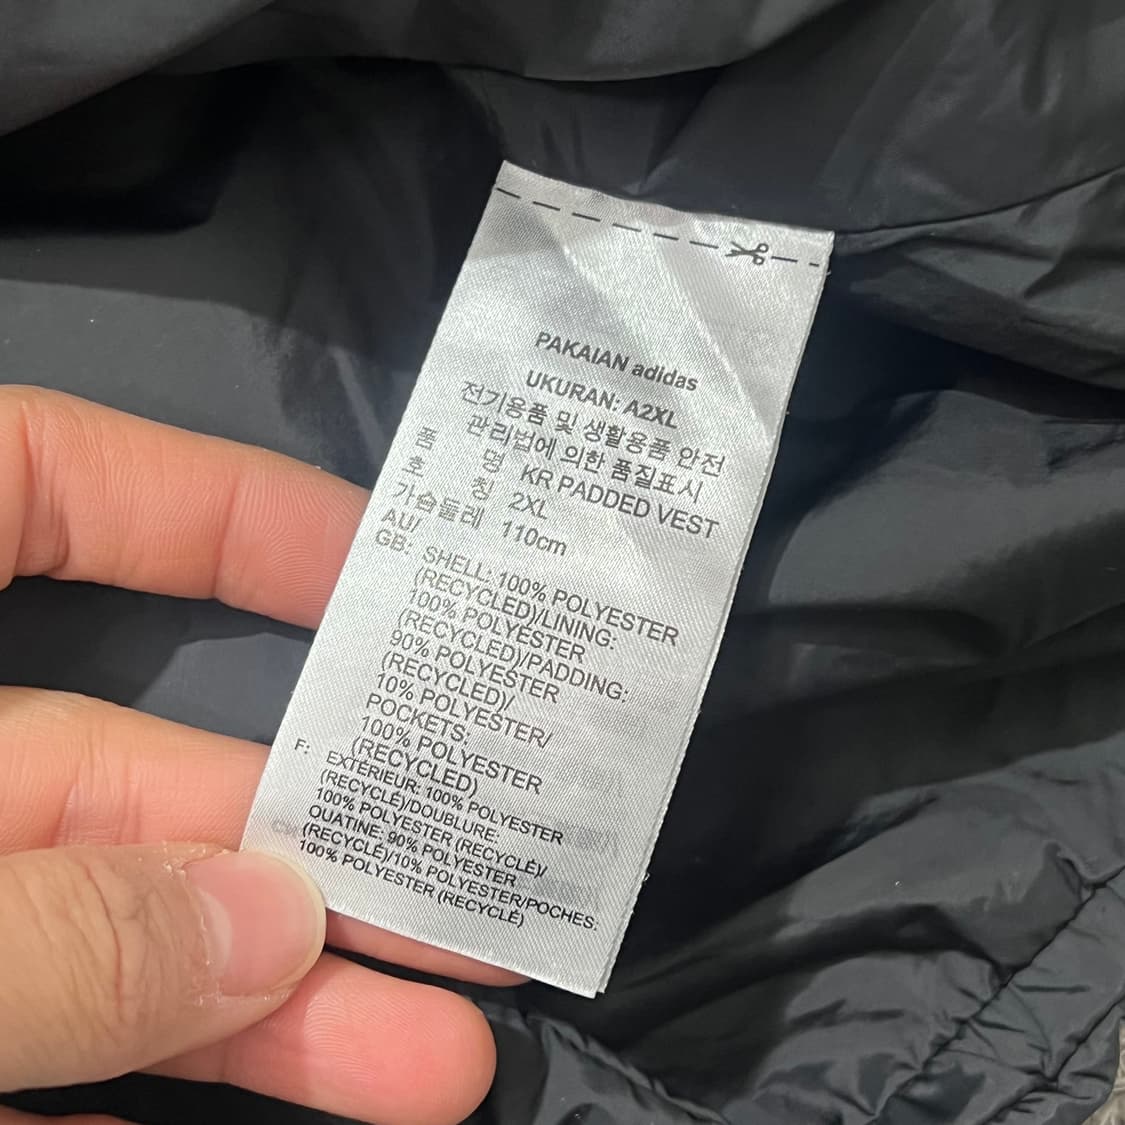 PAKAIAN adidas
UKURAN: A2XL
전기용품 및 생활용품 안전
관리법에 의한 품질표시
품 명 KR PADDED VEST
호 칭 2XL
가슴둘레 110cm
AU/
GB: SHELL: 100% POLYESTER
(RECYCLED)/LINING:
100% POLYESTER
(RECYCLED)/PADDING:
90% POLYESTER
(RECYCLED)/
10% POLYESTER/
POCKETS:
100% POLYESTER
(RECYCLED)
F: EXTÉRIEUR: 100% POLYESTER
(RECYCLÉ)/DOUBLURE:
100% POLYESTER (RECYCLÉ)/
OUATINE: 90% POLYESTER
(RECYCLÉ)/10% POLYESTER/POCHES:
100% POLYESTER (RECYCLÉ)